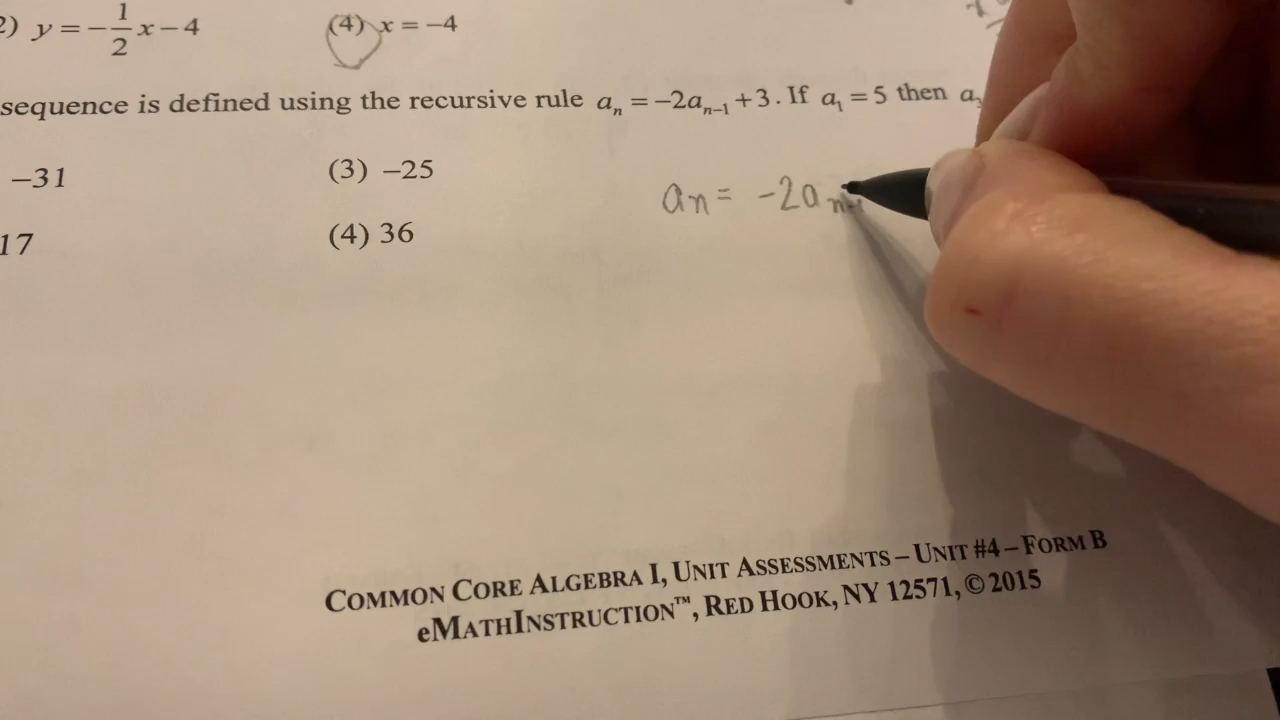 2) y = −1/2 x − 4 (4) x = −4
sequence is defined using the recursive rule aₙ = −2aₙ₋₁ + 3. If a₁ = 5 then a₃
−31 (3) −25
an = -2a n-1
17 (4) 36
COMMON CORE ALGEBRA I, UNIT ASSESSMENTS – UNIT #4 – FORM B
eMATHINSTRUCTION™, RED HOOK, NY 12571, © 2015